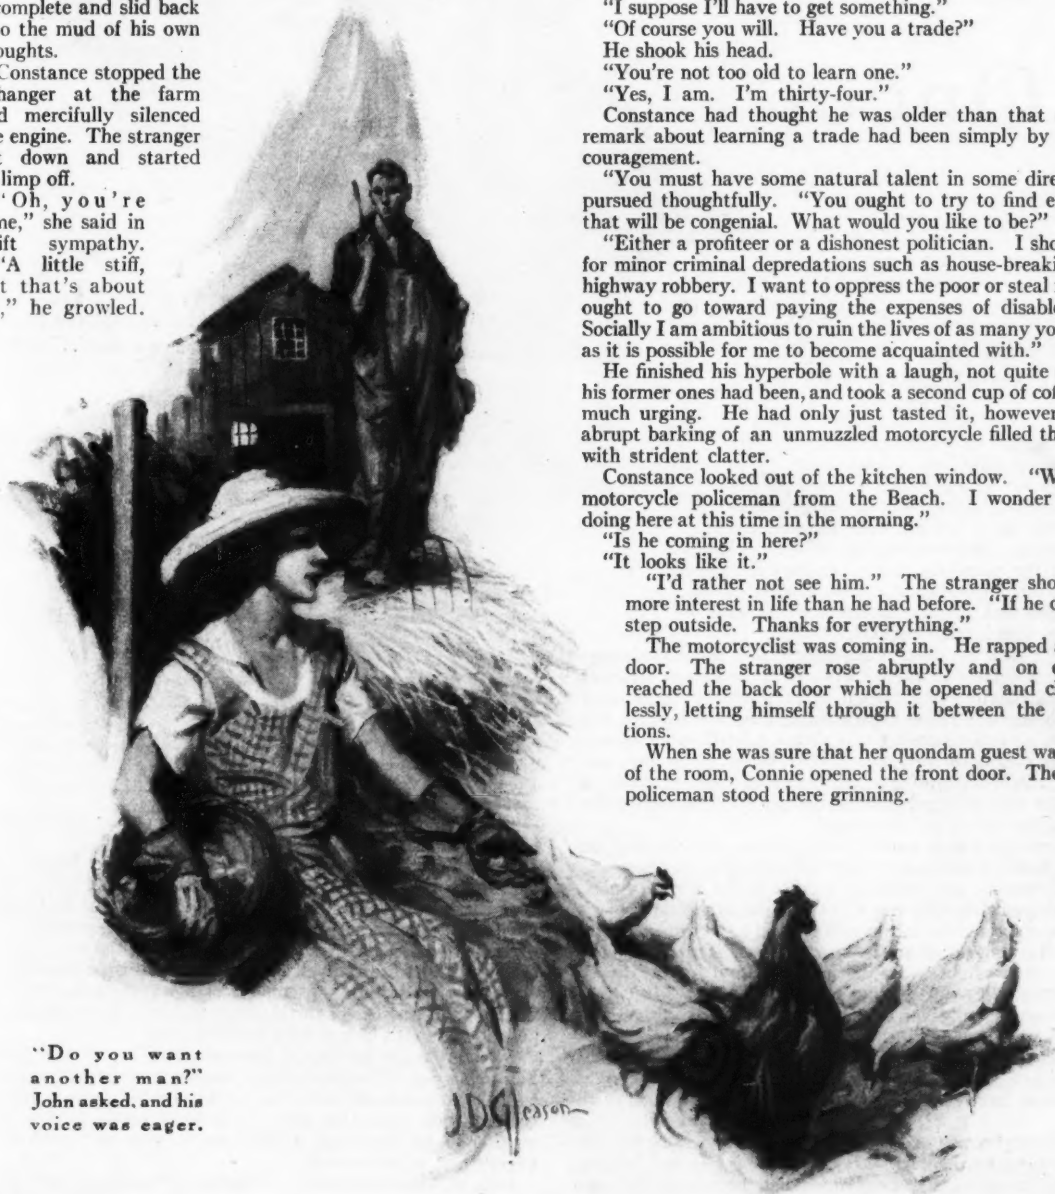 omplete and slid back
o the mud of his own
oughts.
Constance stopped the
hanger at the farm
d mercifully silenced
e engine. The stranger
t down and started
limp off.
"Oh, you're
me," she said in
ift sympathy.
"A little stiff,
t that's about
," he growled.
"Do you want
another man?"
John asked, and his
voice was eager.
JDGleason
"I suppose I'll have to get something."
"Of course you will. Have you a trade?"
He shook his head.
"You're not too old to learn one."
"Yes, I am. I'm thirty-four."
Constance had thought he was older than that
remark about learning a trade had been simply by
couragement.
"You must have some natural talent in some dire
pursued thoughtfully. "You ought to try to find e
that will be congenial. What would you like to be?"
"Either a profiteer or a dishonest politician. I sho
for minor criminal depredations such as house-breaki
highway robbery. I want to oppress the poor or steal
ought to go toward paying the expenses of disable
Socially I am ambitious to ruin the lives of as many yo
as it is possible for me to become acquainted with."
He finished his hyperbole with a laugh, not quite
his former ones had been, and took a second cup of cof
much urging. He had only just tasted it, however
abrupt barking of an unmuzzled motorcycle filled th
with strident clatter.
Constance looked out of the kitchen window. "W
motorcycle policeman from the Beach. I wonder
doing here at this time in the morning."
"Is he coming in here?"
"It looks like it."
"I'd rather not see him." The stranger sho
more interest in life than he had before. "If he c
step outside. Thanks for everything."
The motorcyclist was coming in. He rapped
door. The stranger rose abruptly and on
reached the back door which he opened and cl
lessly, letting himself through it between the
tions.
When she was sure that her quondam guest wa
of the room, Connie opened the front door. The
policeman stood there grinning.